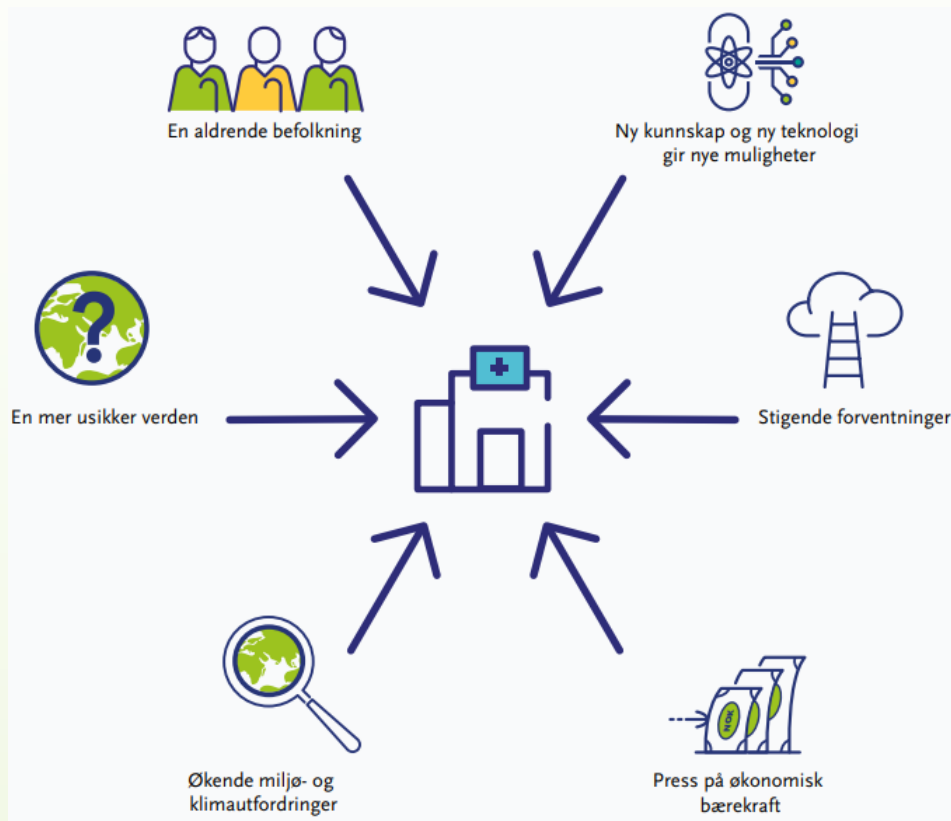 En aldrende befolkning
Ny kunnskap og ny teknologi
gir nye muligheter
En mer usikker verden
Stigende forventninger
Økende miljø- og
klimautfordringer
NOK
Press på økonomisk
bærekraft